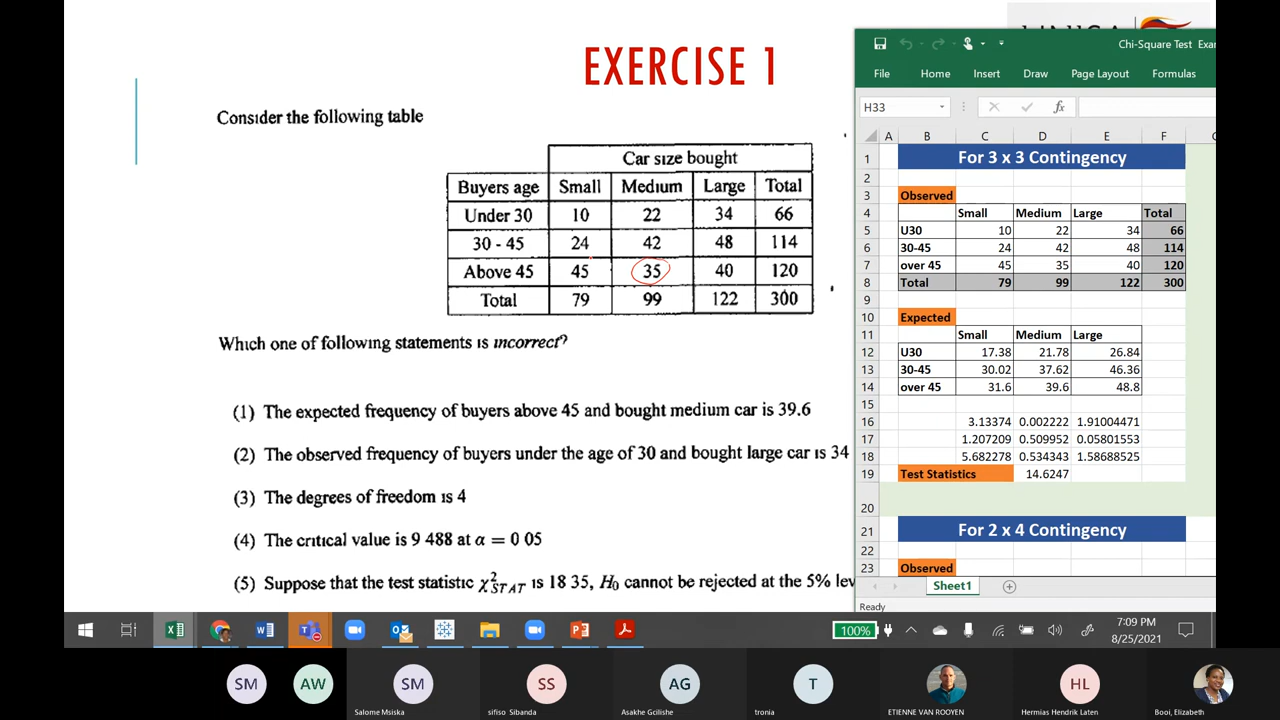 EXERCISE 1
Consider the following table
Car size bought
Buyers age Small Medium Large Total
Under 30 10 22 34 66
30 - 45 24 42 48 114
Above 45 45 35 40 120
Total 79 99 122 300
Which one of following statements is incorrect?
(1) The expected frequency of buyers above 45 and bought medium car is 39.6
(2) The observed frequency of buyers under the age of 30 and bought large car is 34
(3) The degrees of freedom is 4
(4) The critical value is 9 488 at α = 0 05
(5) Suppose that the test statistic χ²STAT is 18 35, H₀ cannot be rejected at the 5% lev
Chi-Square Test Exar
File Home Insert Draw Page Layout Formulas
H33 fx
A B C D E F
1 For 3 x 3 Contingency
2
3 Observed
4 Small Medium Large Total
5 U30 10 22 34 66
6 30-45 24 42 48 114
7 over 45 45 35 40 120
8 Total 79 99 122 300
9
10 Expected
11 Small Medium Large
12 U30 17.38 21.78 26.84
13 30-45 30.02 37.62 46.36
14 over 45 31.6 39.6 48.8
15
16 3.13374 0.002222 1.91004471
17 1.207209 0.509952 0.05801553
18 5.682278 0.534343 1.58688525
19 Test Statistics 14.6247
20
21 For 2 x 4 Contingency
22
23 Observed
Sheet1
Ready
100%
7:09 PM
8/25/2021
SM AW SM SS AG T HL
Salome Msiska sifiso Sibanda Asakhe Gcilishe tronia ETIENNE VAN ROOYEN Hermias Hendrik Laten Booi, Elizabeth